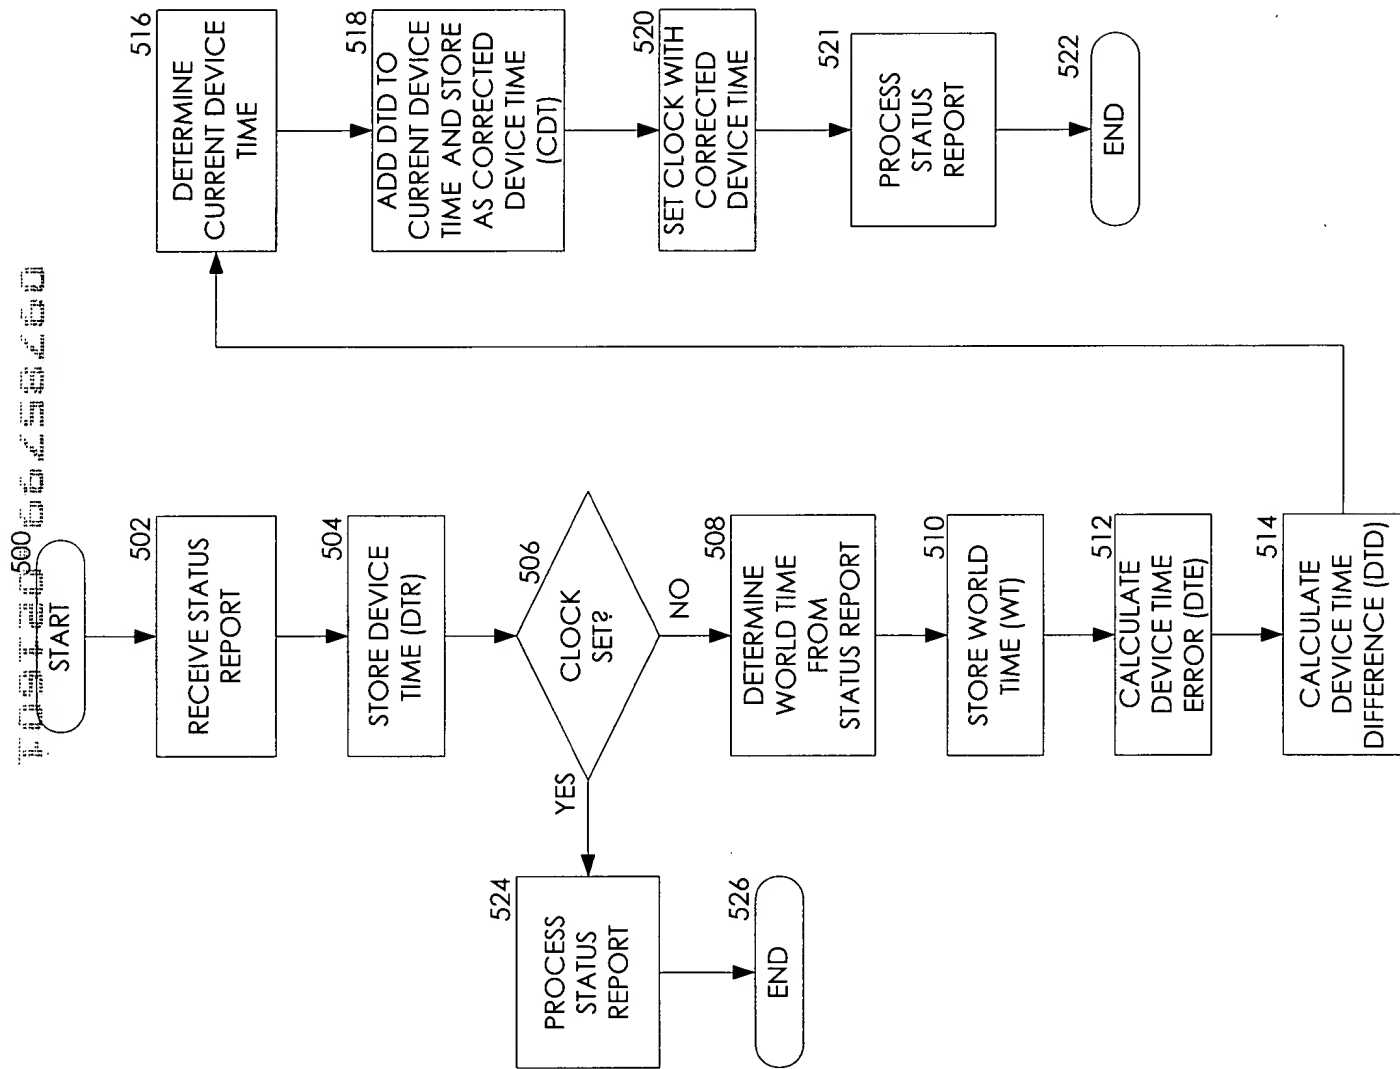 500
START
502
RECEIVE STATUS
REPORT
504
STORE DEVICE
TIME (DTR)
506
CLOCK
SET?
YES
NO
524
PROCESS
STATUS
REPORT
526
END
508
DETERMINE
WORLD TIME
FROM
STATUS REPORT
510
STORE WORLD
TIME (WT)
512
CALCULATE
DEVICE TIME
ERROR (DTE)
514
CALCULATE
DEVICE TIME
DIFFERENCE (DTD)
516
DETERMINE
CURRENT DEVICE
TIME
518
ADD DTD TO
CURRENT DEVICE
TIME AND STORE
AS CORRECTED
DEVICE TIME
(CDT)
520
SET CLOCK WITH
CORRECTED
DEVICE TIME
521
PROCESS
STATUS
REPORT
522
END